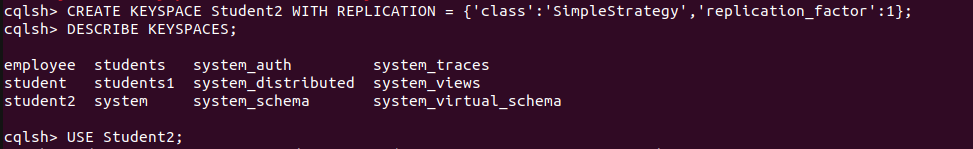 cqlsh> CREATE KEYSPACE Student2 WITH REPLICATION = {'class':'SimpleStrategy','replication_factor':1};
cqlsh> DESCRIBE KEYSPACES;
employee  students   system_auth         system_traces
student   students1  system_distributed  system_views
student2  system     system_schema       system_virtual_schema
cqlsh> USE Student2;